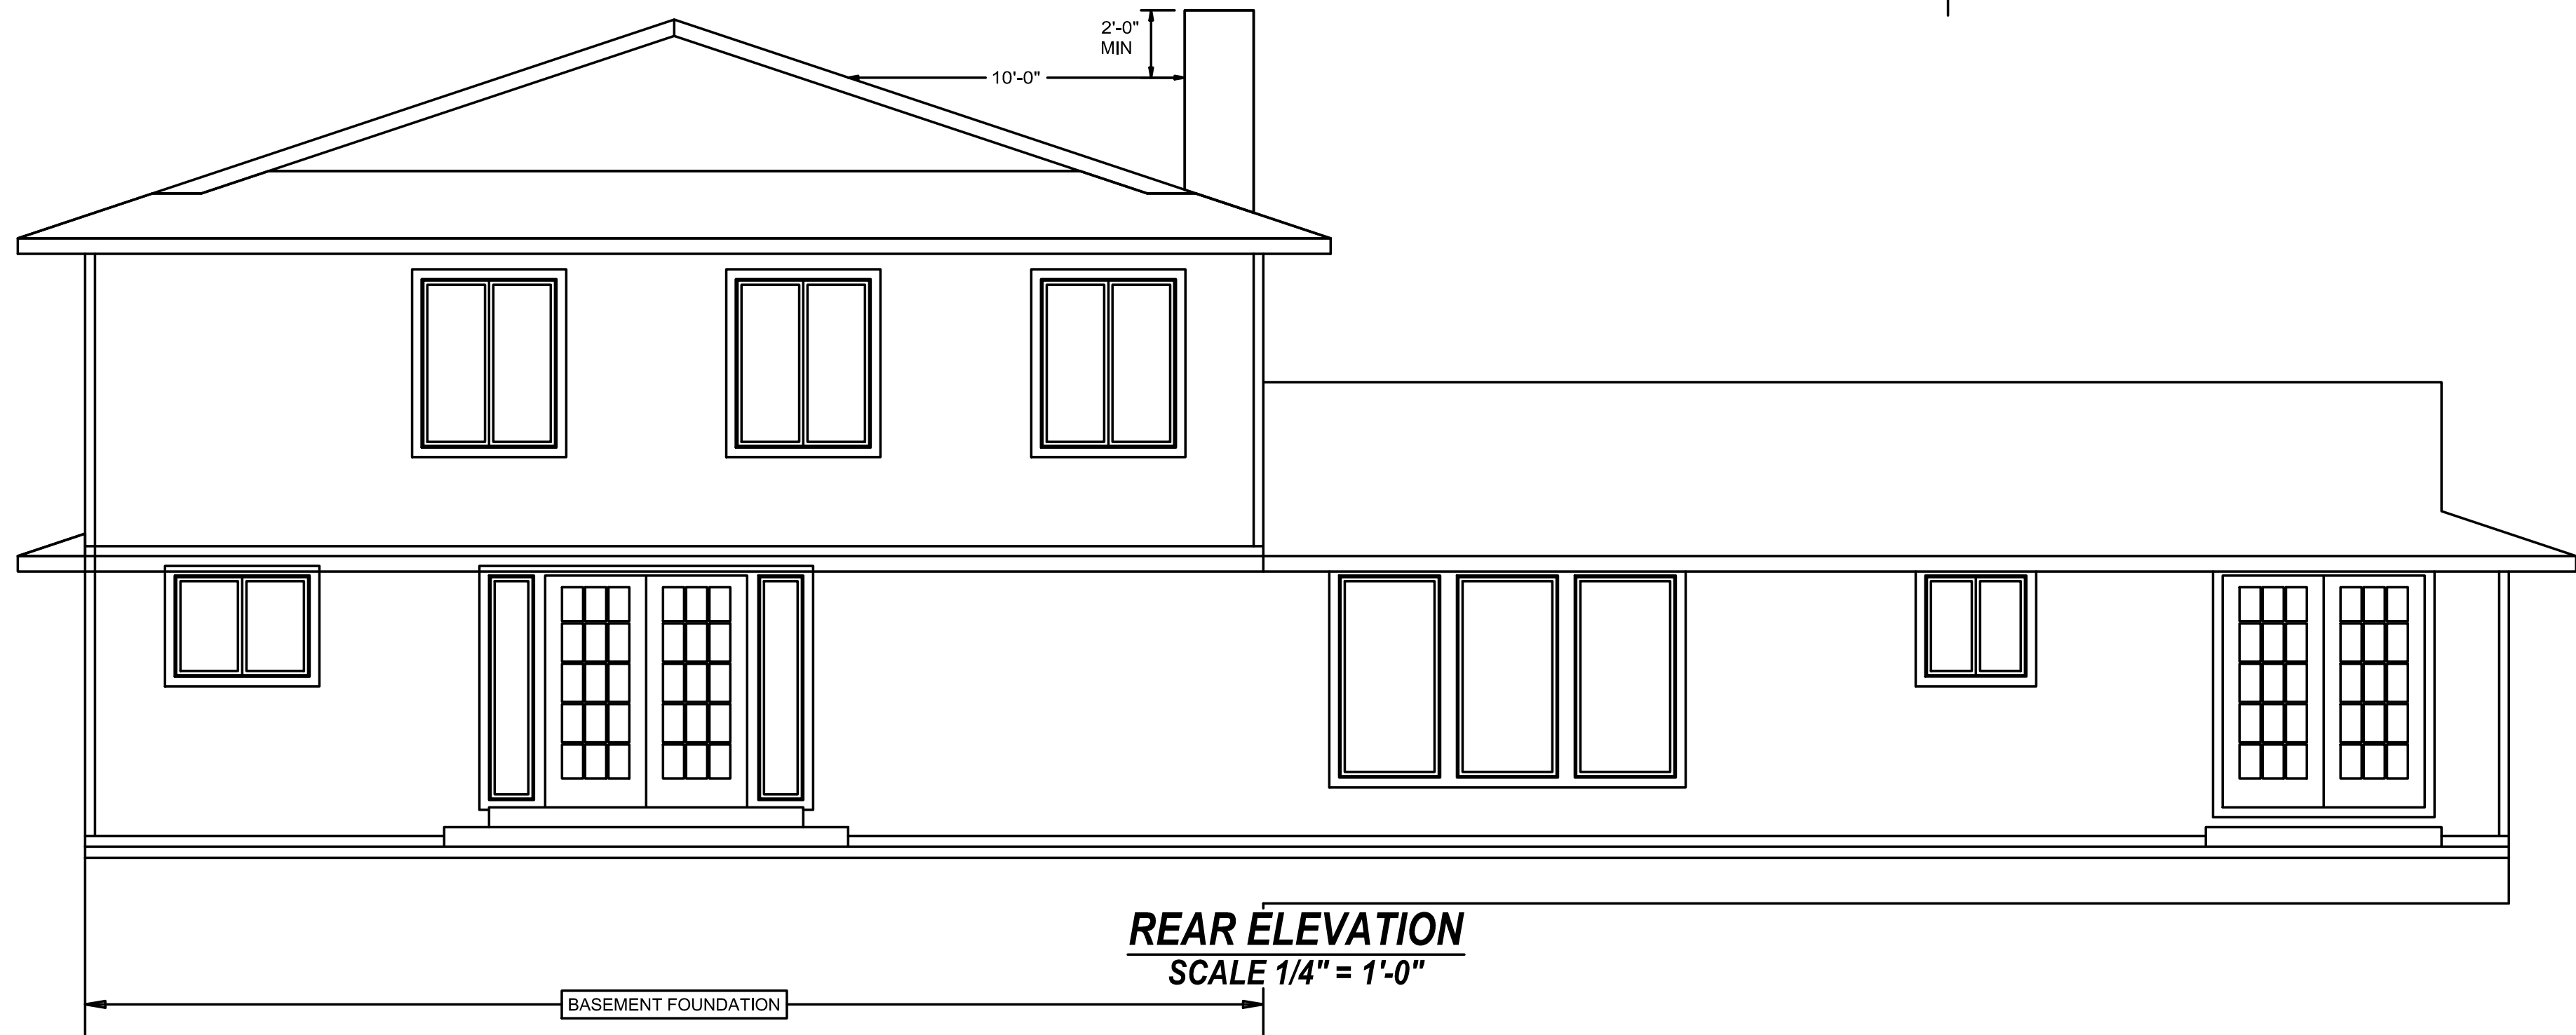 2'-0"
MIN
10'-0"
REAR ELEVATION
SCALE 1/4" = 1'-0"
BASEMENT FOUNDATION